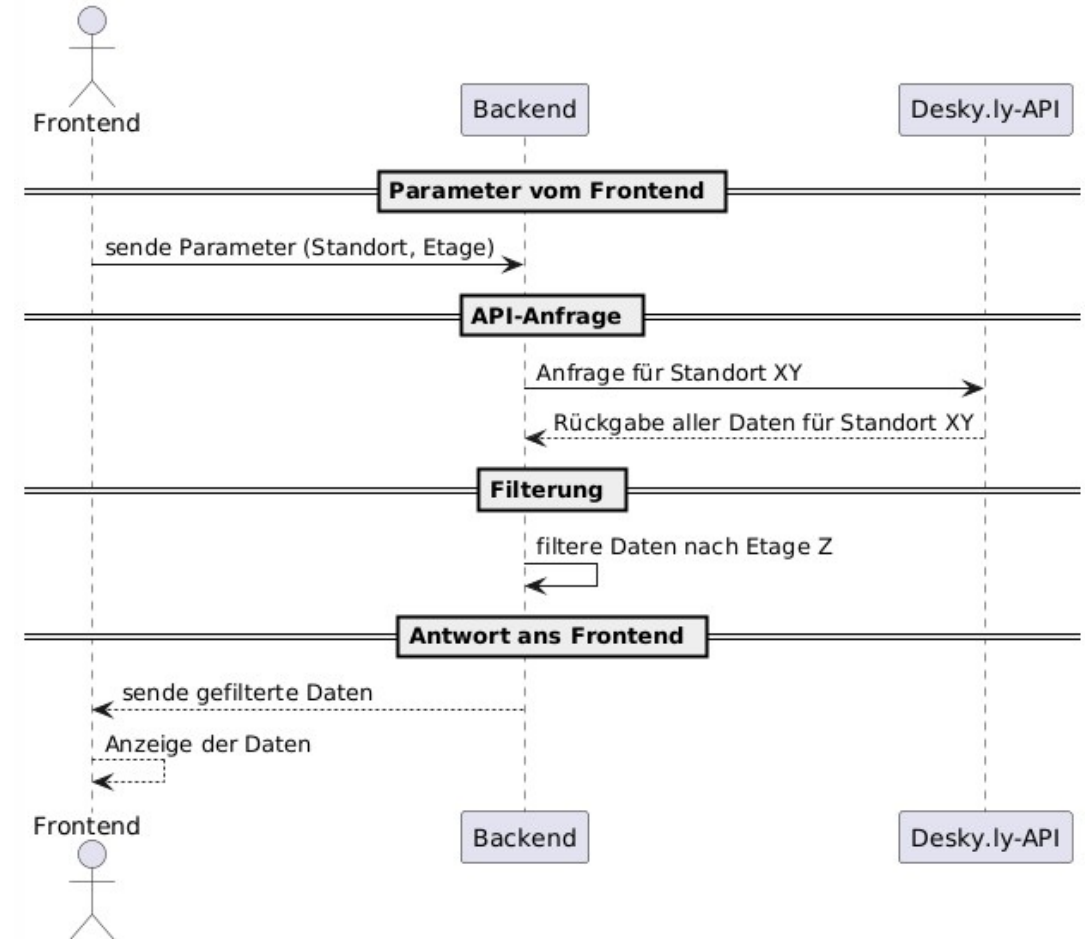 Frontend
Backend
Desky.ly-API
Parameter vom Frontend
sende Parameter (Standort, Etage)
API-Anfrage
Anfrage für Standort XY
Rückgabe aller Daten für Standort XY
Filterung
filtere Daten nach Etage Z
Antwort ans Frontend
sende gefilterte Daten
Anzeige der Daten
Frontend
Backend
Desky.ly-API